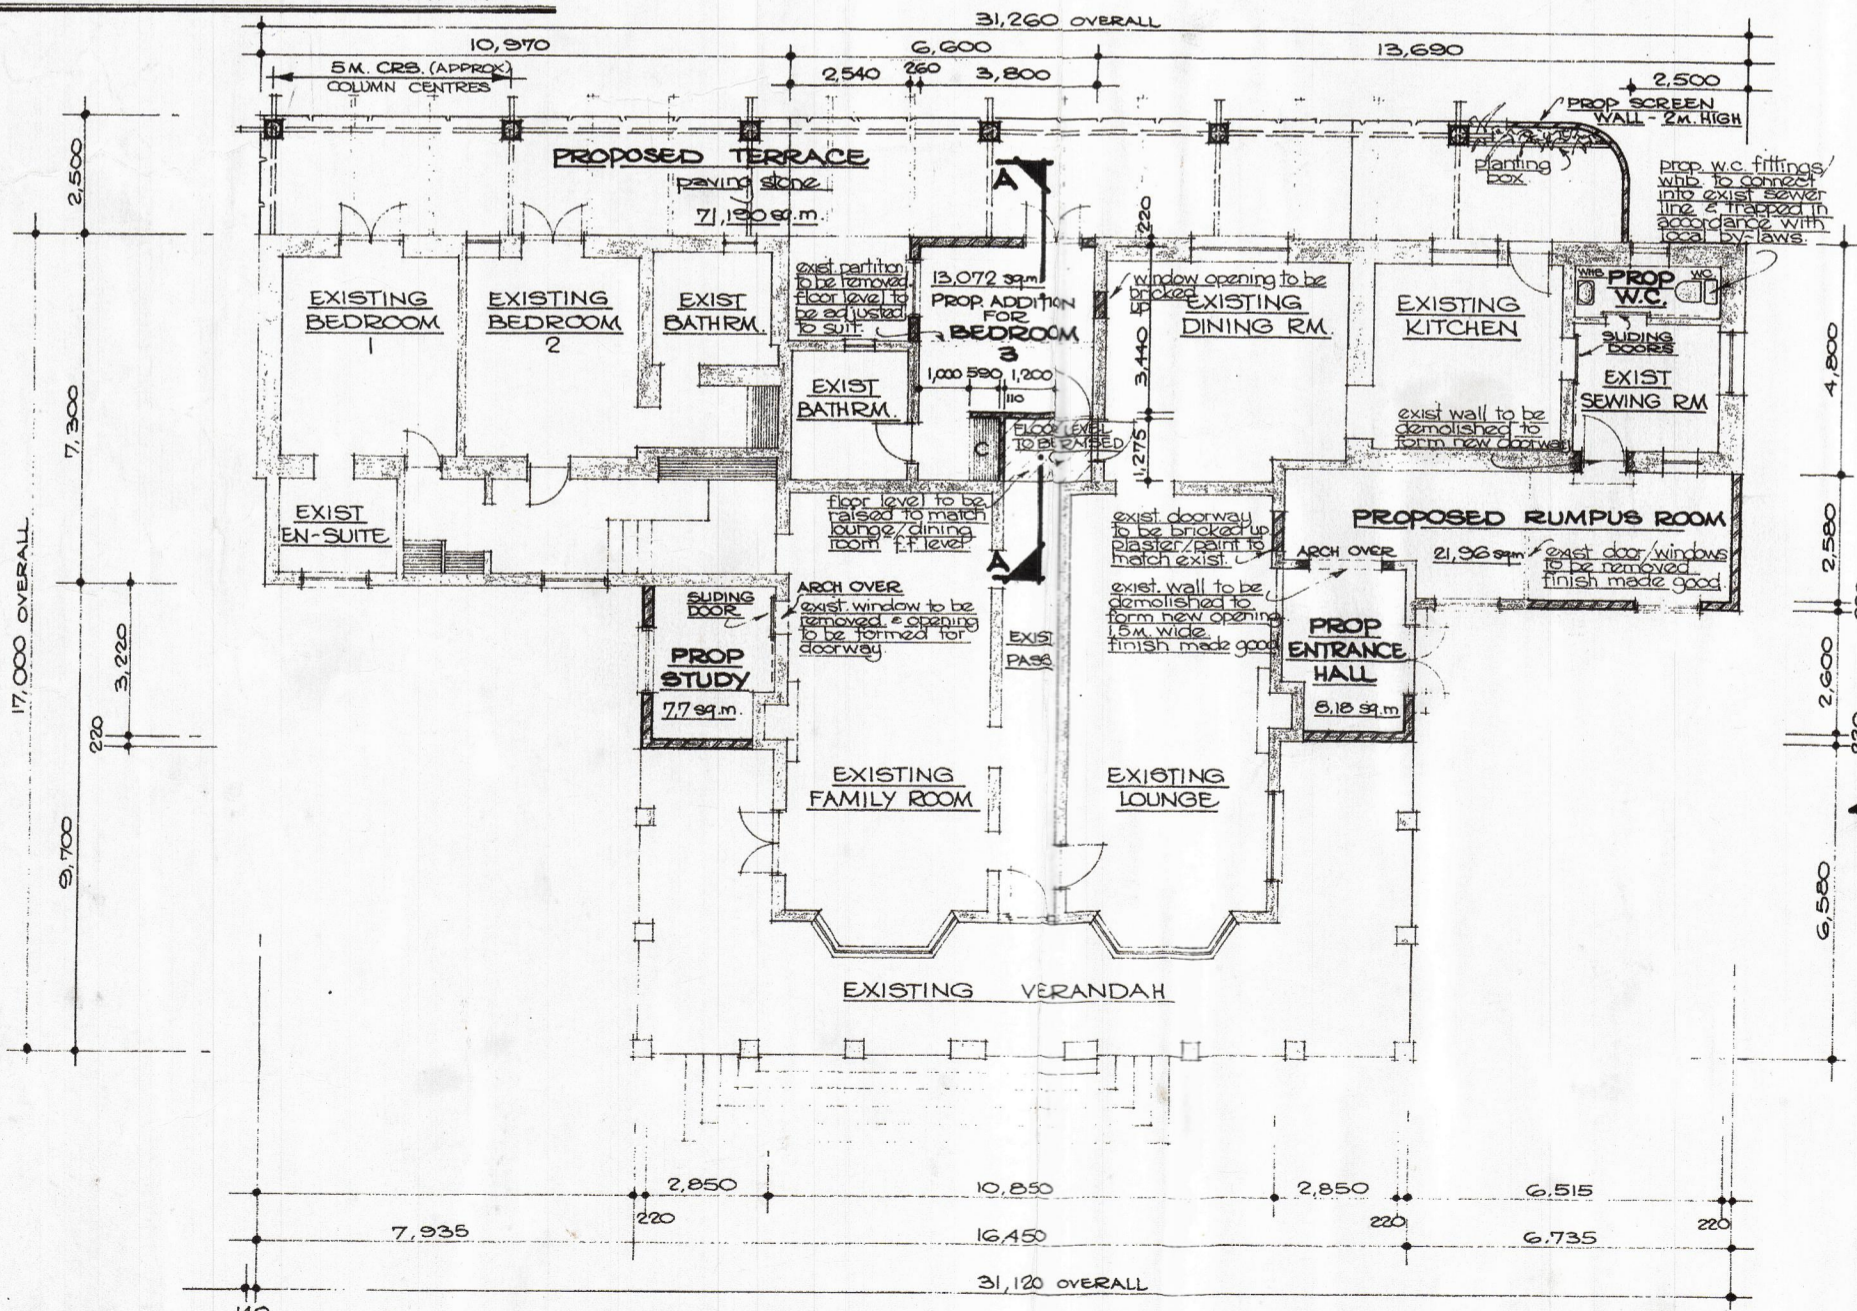 31,260 OVERALL
10,970
6,600
13,690
5M. CRS. (APPROX)
COLUMN CENTRES
2,540
260
3,800
2,500
PROP SCREEN
WALL - 2M. HIGH
planting
box
PROPOSED TERRACE
paving stone
71,190 sq.m.
A
prop. w.c. fittings/
whb. to connect
into exist sewer
line & trapped in
accordance with
local by-laws.
2,500
220
exist. partition
to be removed
floor level to
be adjusted
to suit.
13,072 sq.m
PROP. ADDITION
FOR
BEDROOM
3
window opening to be
bricked
EXISTING
BEDROOM
1
EXISTING
BEDROOM
2
EXIST
BATHRM.
EXISTING
DINING RM.
EXISTING
KITCHEN
WHB
PROP
W.C.
WC
SLIDING
DOORS
EXIST
SEWING RM
4,800
7,300
EXIST
BATHRM.
1,000
590
1,200
110
3,440
C
FLOOR LEVEL
TO BE RAISED
1,275
exist wall to be
demolished to
form new doorway
17,000 OVERALL
EXIST
EN-SUITE
floor level to be
raised to match
lounge/dining
room f.f level
A
exist. doorway
to be bricked up
plaster/paint to
match exist.
PROPOSED RUMPUS ROOM
21,96 sq.m
ARCH OVER
exist door/windows
to be removed
finish made good
2,580
SLIDING
DOOR
ARCH OVER
exist. window to be
removed & opening
to be formed for
doorway.
exist. wall to be
demolished to
form new opening
1.5M. wide
finish made good
3,220
220
PROP
STUDY
7,7 sq.m.
EXIST
PASS
PROP
ENTRANCE
HALL
8,18 sq.m
2,600
220
EXISTING
FAMILY ROOM
EXISTING
LOUNGE
9,700
6,580
EXISTING VERANDAH
2,850
10,850
2,850
6,515
220
220
220
7,935
16,450
6,735
31,120 OVERALL